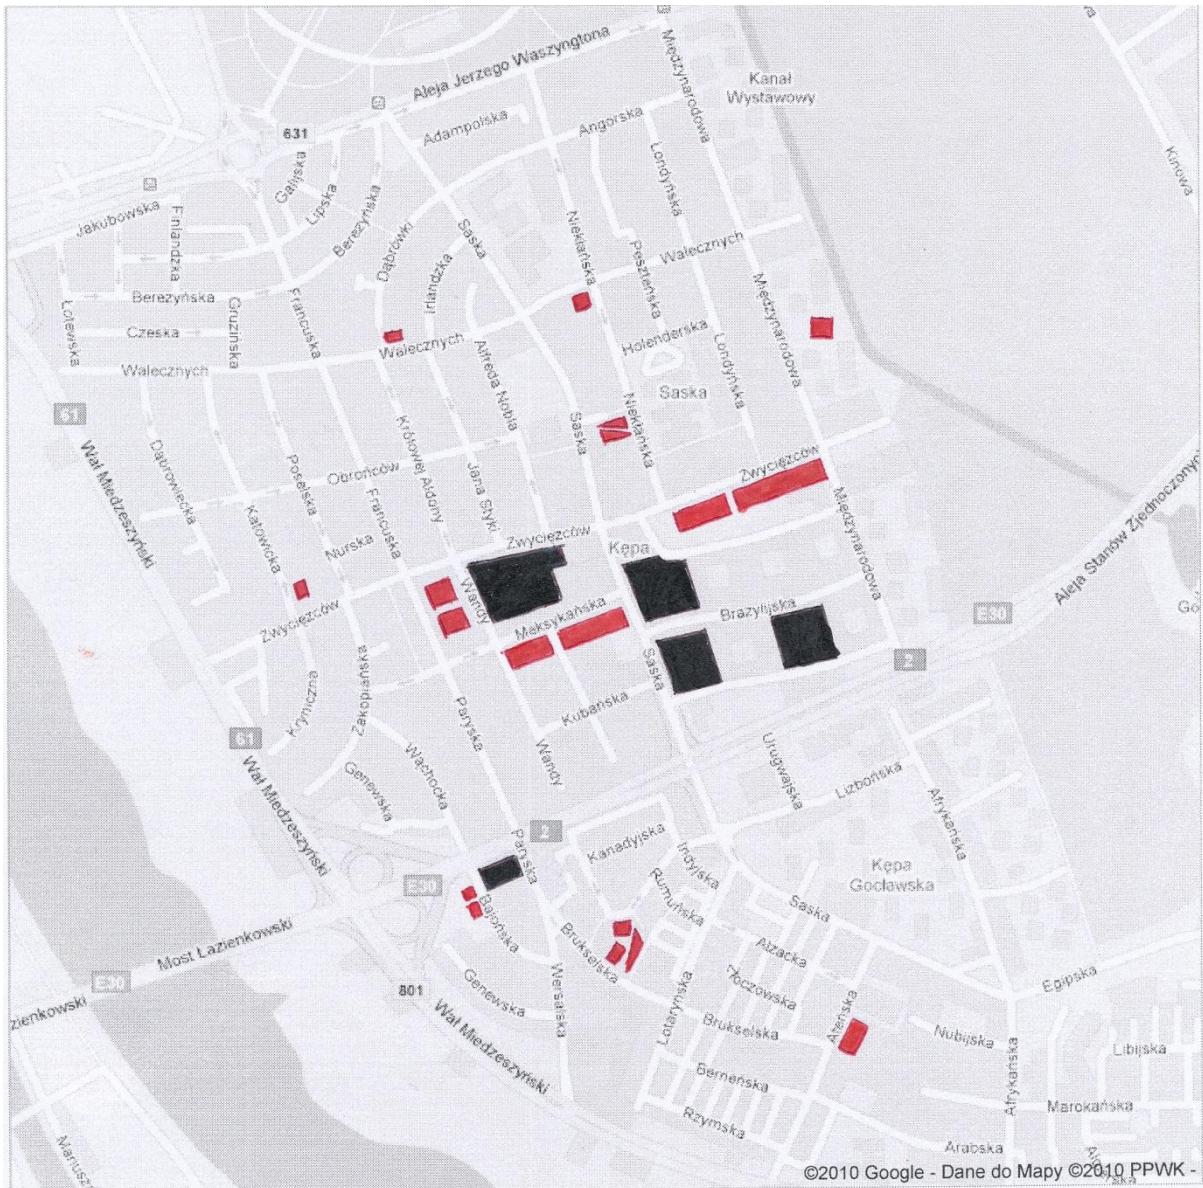 Aleja Jerzego Waszyngtona
Międzynarodowa
Kanał
Wystawowy
631
Adampolska
Angorska
Kinowa
Galijska
Lipska
Berezyńska
Londyńska
Jakubowska
Finlandzka
Dąbrówki
Saska
Niekłańska
Peszteńska
Walecznych
Irlandzka
Berezyńska
Gruzińska
Francuska
Międzynarodowa
Łotewska
Czeska
Walecznych
Walecznych
Holenderska
Londyńska
Alfreda Nobla
Saska
61
Niekłańska
Saska
Wał Miedzeszyński
Dąbrowiecka
Obrońców
Królowej Aldony
Jana Styki
Zwycięzców
Poselska
Francuska
Katowicka
Nurska
Międzynarodowa
Aleja Stanów Zjednoczonych
Zwycięzców
Kępa
Wandy
Meksykańska
Brazylijska
E30
Zwycięzców
2
Saska
Kryniczna
Zakopiańska
Paryska
Kubańska
61
Wąchocka
Wandy
Urugwajska
Genewska
Lizbońska
Wał Miedzeszyński
Afrykańska
2
Paryska
Kanadyjska
Indyjska
Kępa
Gocławska
E30
Rumuńska
Saska
Bajońska
Most Łazienkowski
Brukselska
Alzacka
Wersalska
Egipska
E30
801
Genewska
Tłoczowska
zienkowski
Lotaryńska
Ateńska
Brukselska
Nubijska
Wał Miedzeszyński
Libijska
Berneńska
Afrykańska
Marokańska
Rzymska
Arabska
©2010 Google - Dane do Mapy ©2010 PPWK -